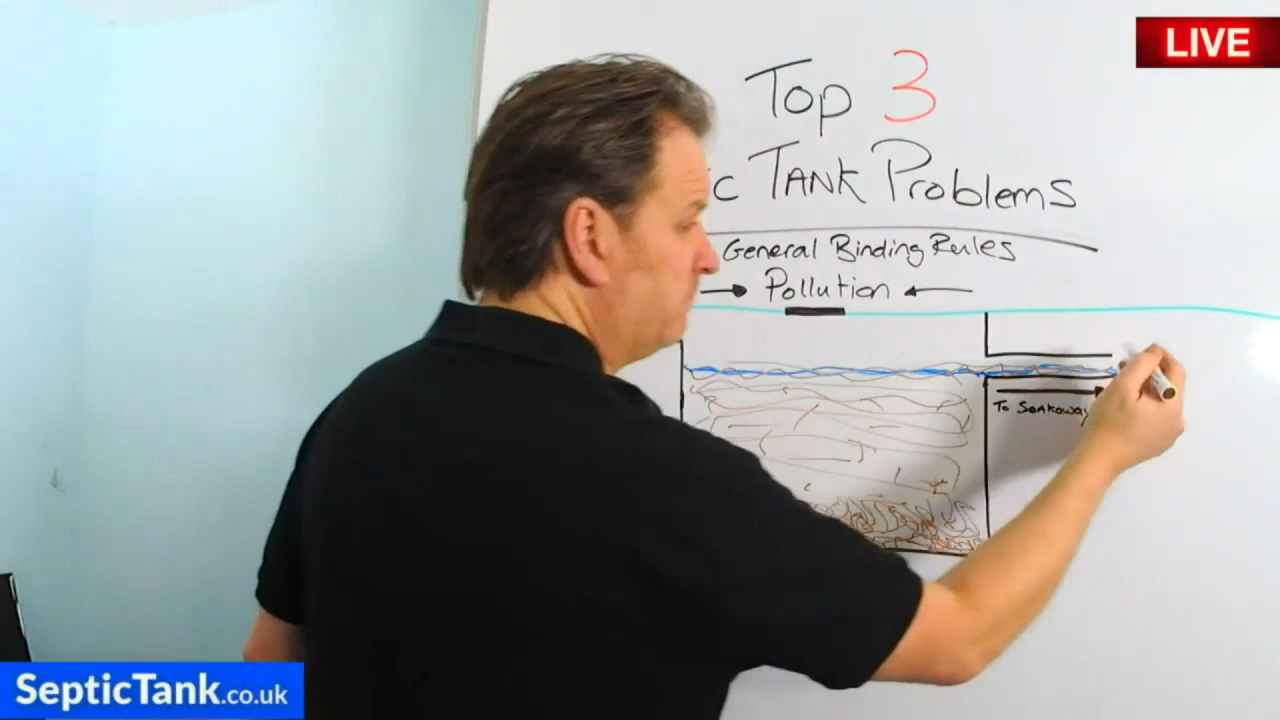 LIVE
Top 3
c TANK Problems
General Binding Rules
Pollution
To Soakaway
SepticTank.co.uk